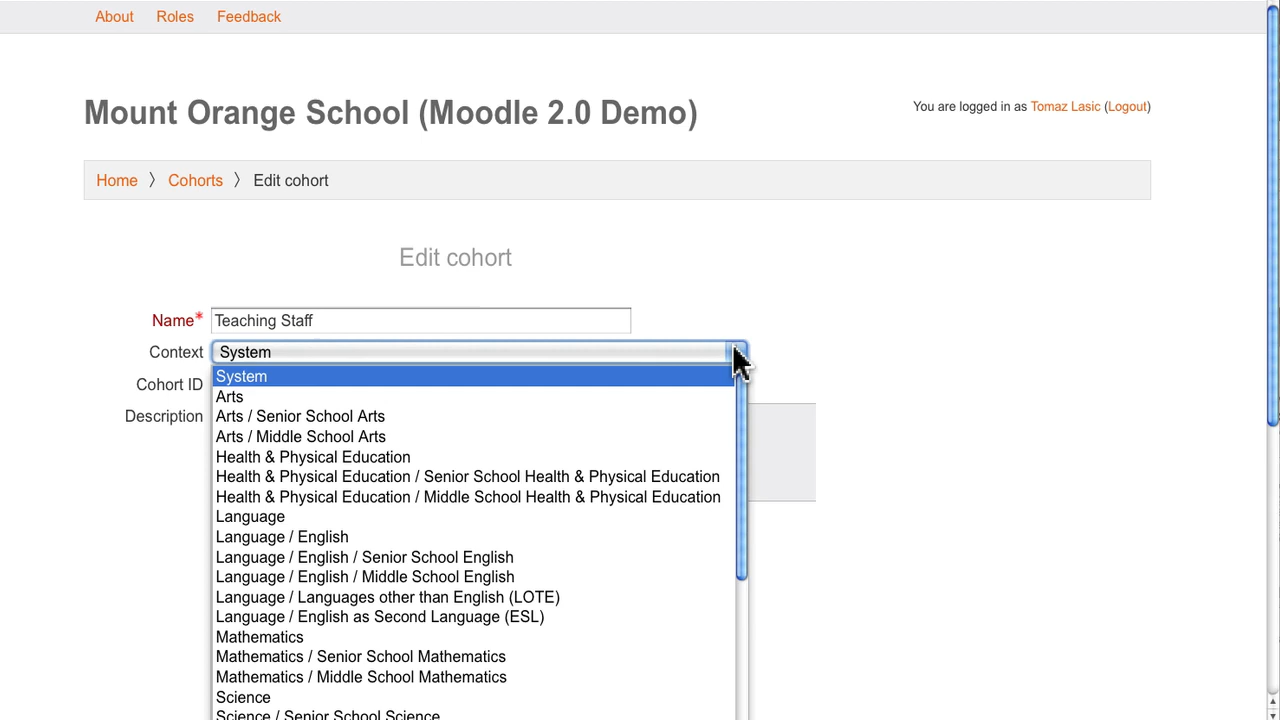 About Roles Feedback
Mount Orange School (Moodle 2.0 Demo)
You are logged in as Tomaz Lasic (Logout)
Home 〉 Cohorts 〉 Edit cohort
Edit cohort
Name* Teaching Staff
Context System
Cohort ID
Description
System
Arts
Arts / Senior School Arts
Arts / Middle School Arts
Health & Physical Education
Health & Physical Education / Senior School Health & Physical Education
Health & Physical Education / Middle School Health & Physical Education
Language
Language / English
Language / English / Senior School English
Language / English / Middle School English
Language / Languages other than English (LOTE)
Language / English as Second Language (ESL)
Mathematics
Mathematics / Senior School Mathematics
Mathematics / Middle School Mathematics
Science
Science / Senior School Science